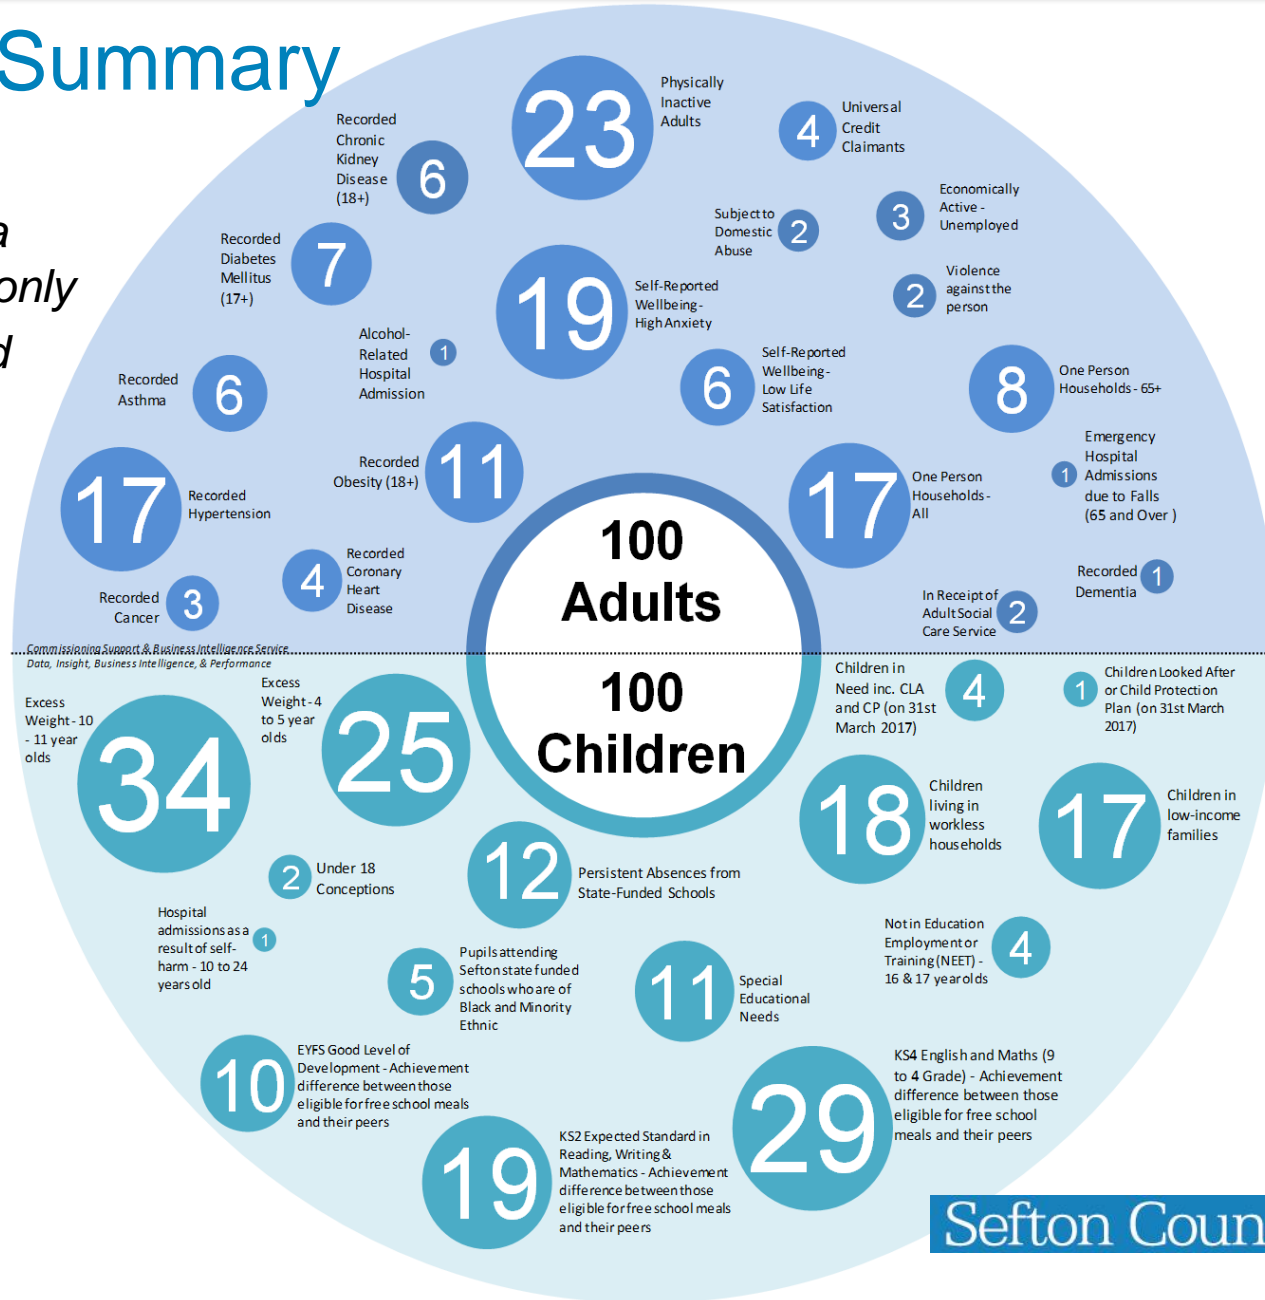 Summary
a
only
d
23
Physically
Inactive
Adults
4
Universal
Credit
Claimants
Recorded
Chronic
Kidney
Disease
(18+)
6
Subject to
Domestic
Abuse
2
3
Economically
Active -
Unemployed
Recorded
Diabetes
Mellitus
(17+)
7
19
Self-Reported
Wellbeing-
High Anxiety
2
Violence
against the
person
Alcohol-
Related
Hospital
Admission
1
Recorded
Asthma
6
6
Self-Reported
Wellbeing-
Low Life
Satisfaction
8
One Person
Households - 65+
17
Recorded
Hypertension
Recorded
Obesity (18+)
11
17
One Person
Households -
All
1
Emergency
Hospital
Admissions
due to Falls
(65 and Over )
Recorded
Cancer
3
4
Recorded
Coronary
Heart
Disease
100
Adults
In Receipt of
Adult Social
Care Service
2
Recorded
Dementia
1
Commissioning Support & Business Intelligence Service
Data, Insight, Business Intelligence, & Performance
100
Children
Excess
Weight - 10
- 11 year
olds
34
Excess
Weight - 4
to 5 year
olds
25
Children in
Need inc. CLA
and CP (on 31st
March 2017)
4
1
Children Looked After
or Child Protection
Plan (on 31st March
2017)
18
Children
living in
workless
households
17
Children in
low-income
families
2
Under 18
Conceptions
12
Persistent Absences from
State-Funded Schools
Hospital
admissions as a
result of self-
harm - 10 to 24
years old
1
5
Pupils attending
Sefton state funded
schools who are of
Black and Minority
Ethnic
11
Special
Educational
Needs
Not in Education
Employment or
Training (NEET) -
16 & 17 year olds
4
10
EYFS Good Level of
Development - Achievement
difference between those
eligible for free school meals
and their peers
19
KS2 Expected Standard in
Reading, Writing &
Mathematics - Achievement
difference between those
eligible for free school meals
and their peers
29
KS4 English and Maths (9
to 4 Grade) - Achievement
difference between those
eligible for free school
meals and their peers
Sefton Coun